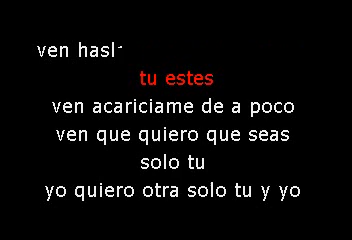 ven
tu estes
ven acariciame de a poco
ven que quiero que seas
solo tu
yo quiero otra solo tu y yo